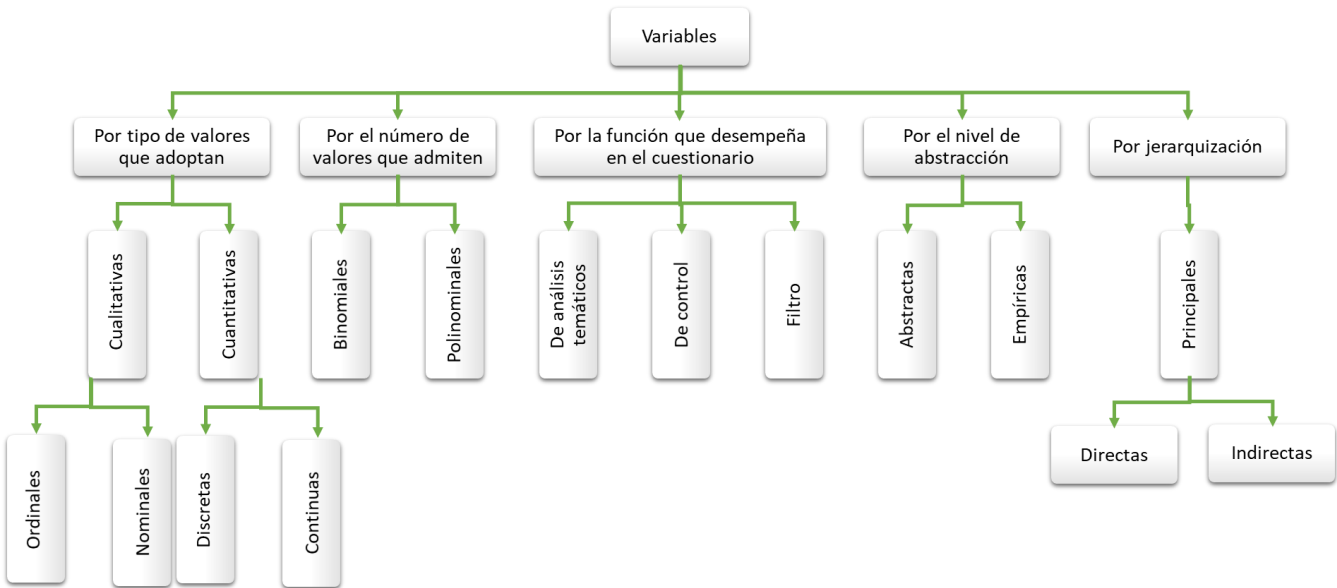 Variables
Por tipo de valores
que adoptan
Por el número de
valores que admiten
Por la función que desempeña
en el cuestionario
Por el nivel de
abstracción
Por jerarquización
Cualitativas
Cuantitativas
Binomiales
Polinominales
De análisis
temáticos
De control
Filtro
Abstractas
Empíricas
Principales
Ordinales
Nominales
Discretas
Continuas
Directas
Indirectas